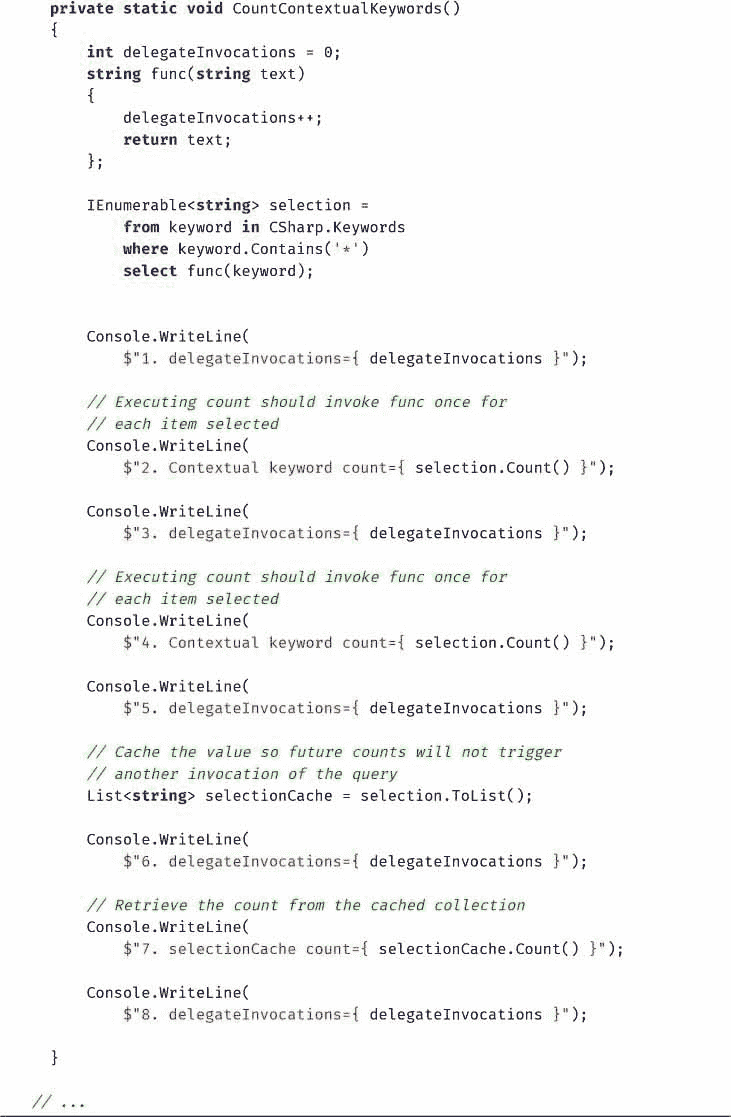 private static void CountContextualKeywords()
{
    int delegateInvocations = 0;
    string func(string text)
    {
        delegateInvocations++;
        return text;
    };

    IEnumerable<string> selection =
        from keyword in CSharp.Keywords
        where keyword.Contains('*')
        select func(keyword);

    Console.WriteLine(
        $"1. delegateInvocations={ delegateInvocations }");

    // Executing count should invoke func once for
    // each item selected
    Console.WriteLine(
        $"2. Contextual keyword count={ selection.Count() }");

    Console.WriteLine(
        $"3. delegateInvocations={ delegateInvocations }");

    // Executing count should invoke func once for
    // each item selected
    Console.WriteLine(
        $"4. Contextual keyword count={ selection.Count() }");

    Console.WriteLine(
        $"5. delegateInvocations={ delegateInvocations }");

    // Cache the value so future counts will not trigger
    // another invocation of the query
    List<string> selectionCache = selection.ToList();

    Console.WriteLine(
        $"6. delegateInvocations={ delegateInvocations }");

    // Retrieve the count from the cached collection
    Console.WriteLine(
        $"7. selectionCache count={ selectionCache.Count() }");

    Console.WriteLine(
        $"8. delegateInvocations={ delegateInvocations }");

}

// ...